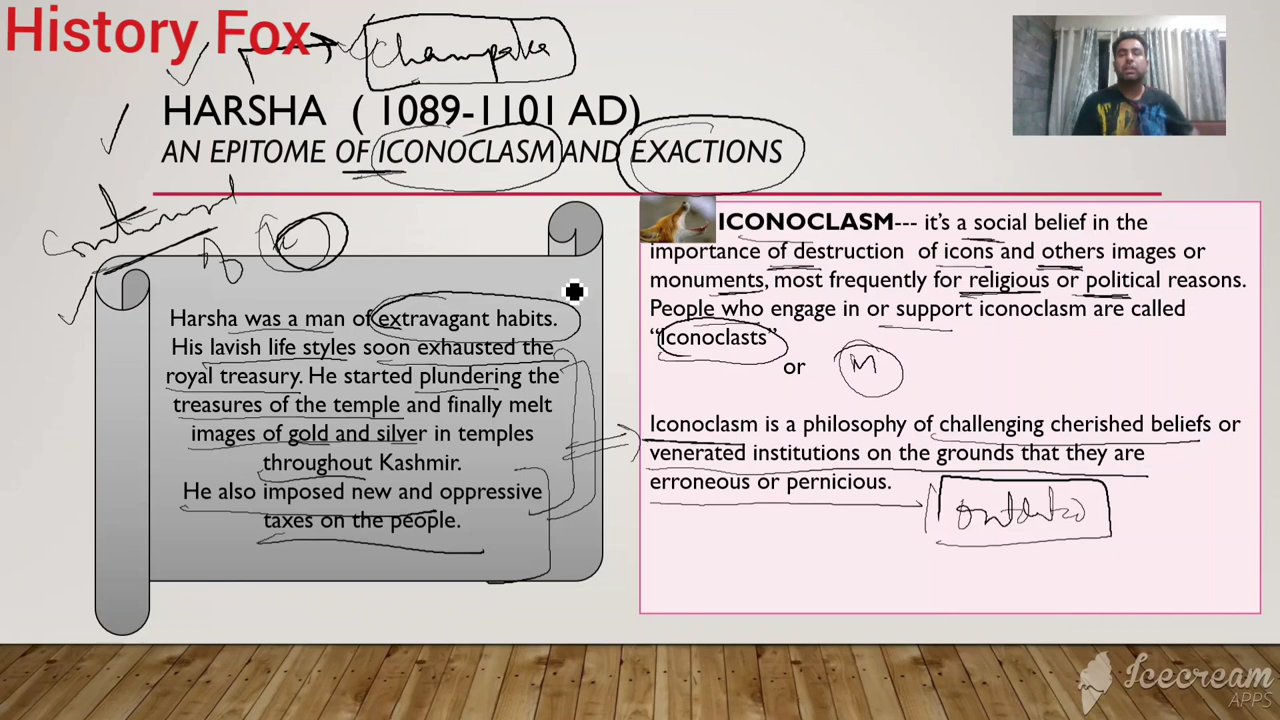 History Fox
Champaka
HARSHA ( 1089-1101 AD)
AN EPITOME OF ICONOCLASM AND EXACTIONS
ICONOCLASM--- it's a social belief in the
importance of destruction of icons and others images or
monuments, most frequently for religious or political reasons.
People who engage in or support iconoclasm are called
“Iconoclasts”
or
M
Iconoclasm is a philosophy of challenging cherished beliefs or
venerated institutions on the grounds that they are
erroneous or pernicious.
outdated
Harsha was a man of extravagant habits.
His lavish life styles soon exhausted the
royal treasury. He started plundering the
treasures of the temple and finally melt
images of gold and silver in temples
throughout Kashmir.
He also imposed new and oppressive
taxes on the people.
Icecream
APPS